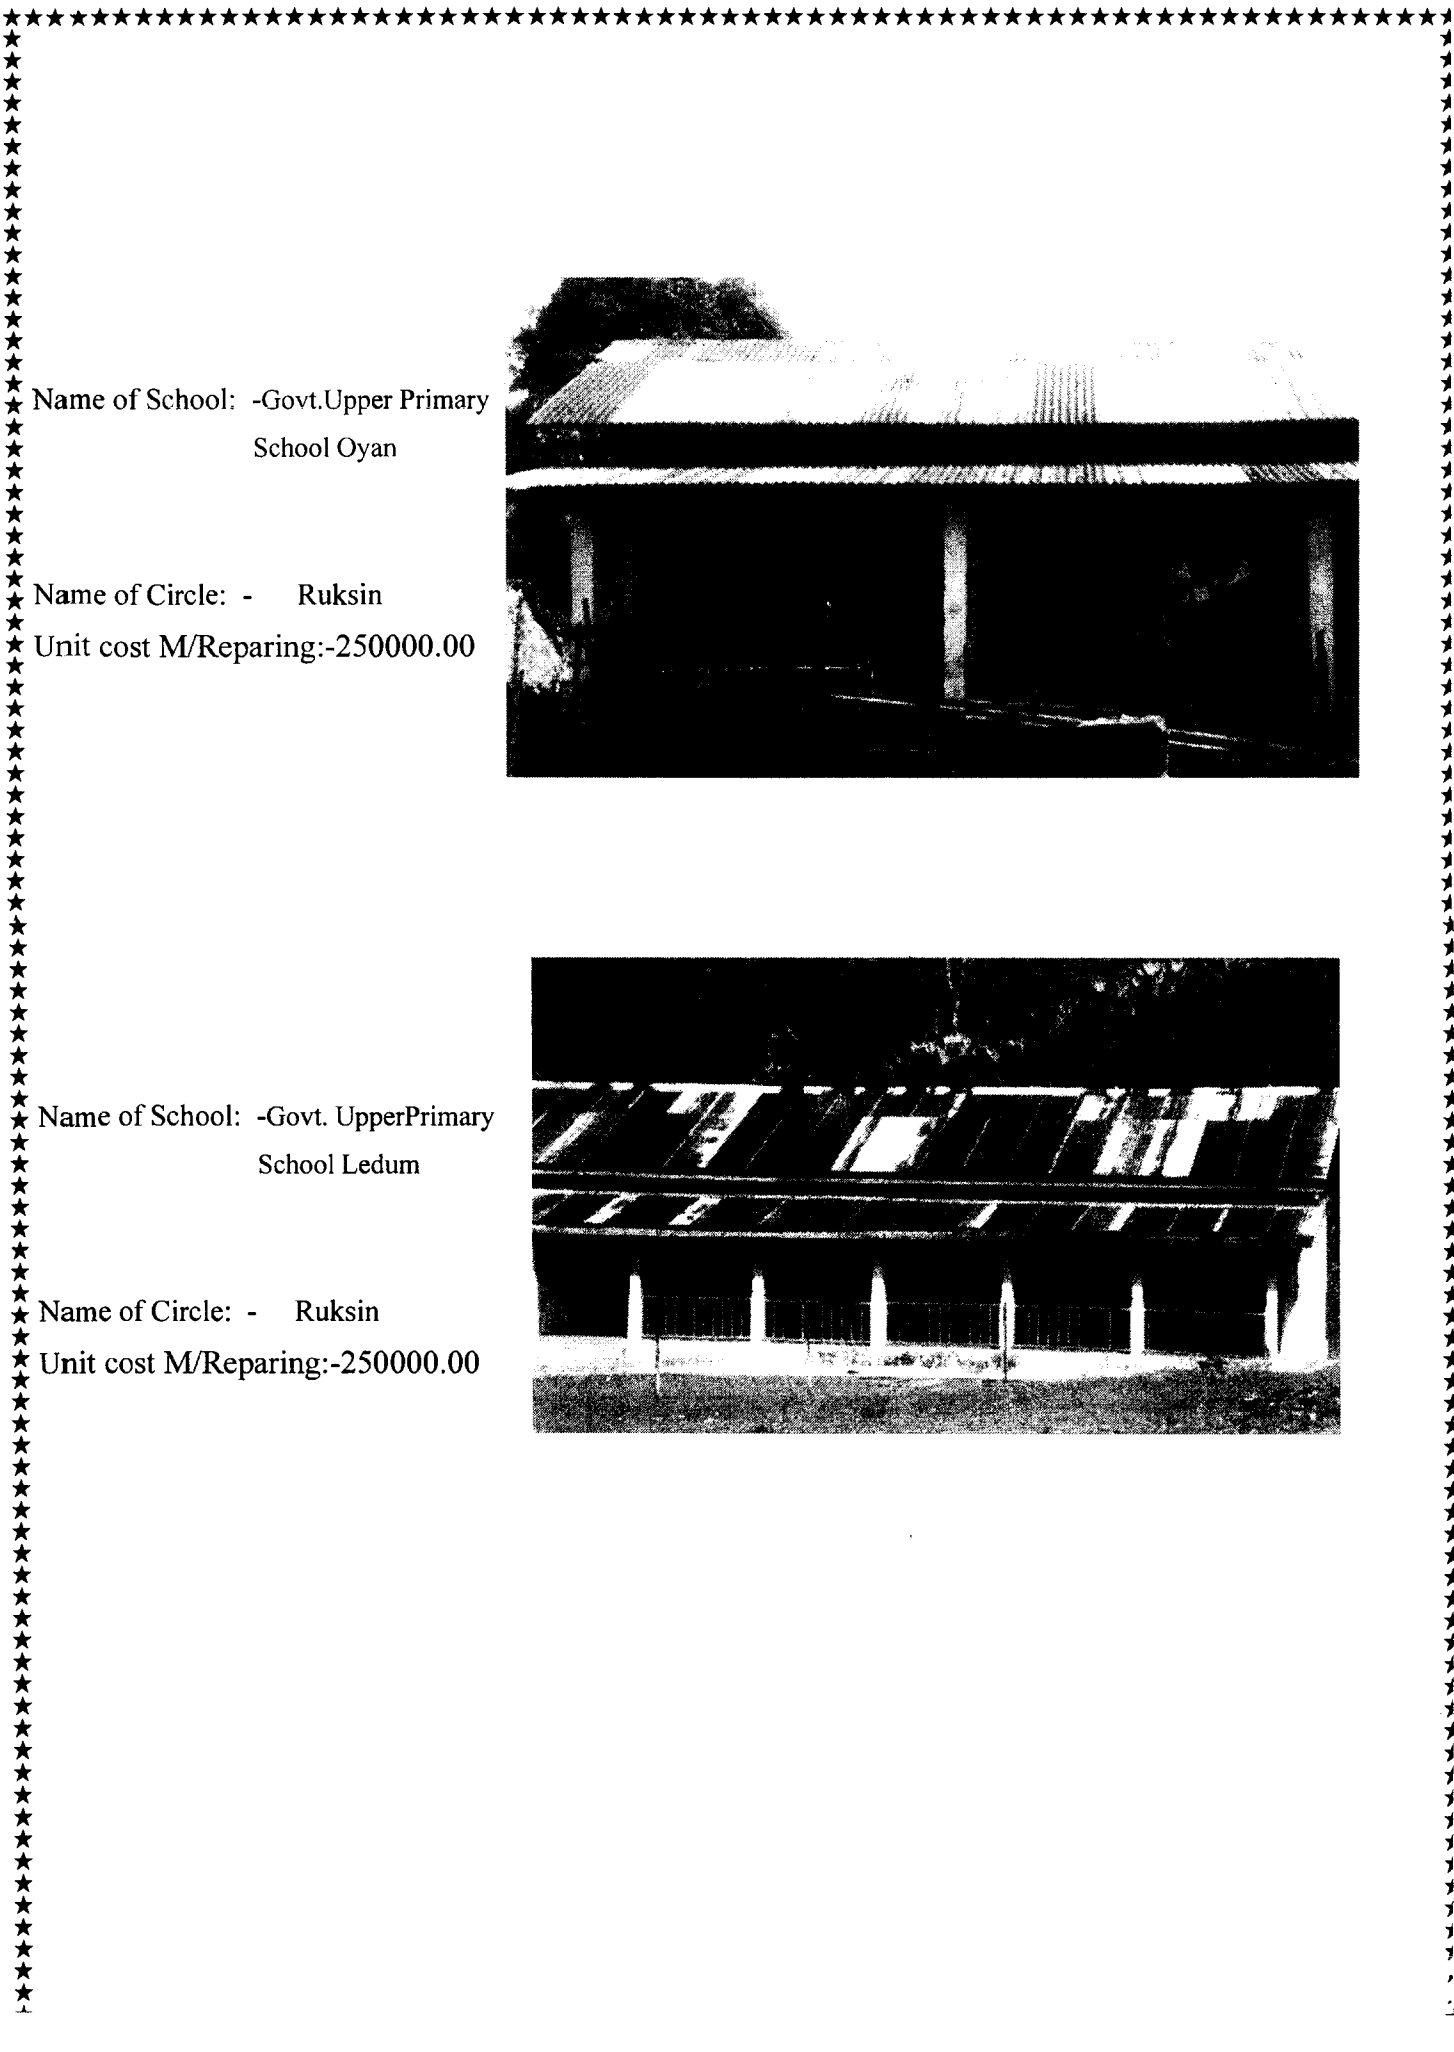 Name of School: -Govt.Upper Primary
School Oyan
Name of Circle: - Ruksin
Unit cost M/Reparing:-250000.00
Name of School: -Govt. UpperPrimary
School Ledum
Name of Circle: - Ruksin
Unit cost M/Reparing:-250000.00